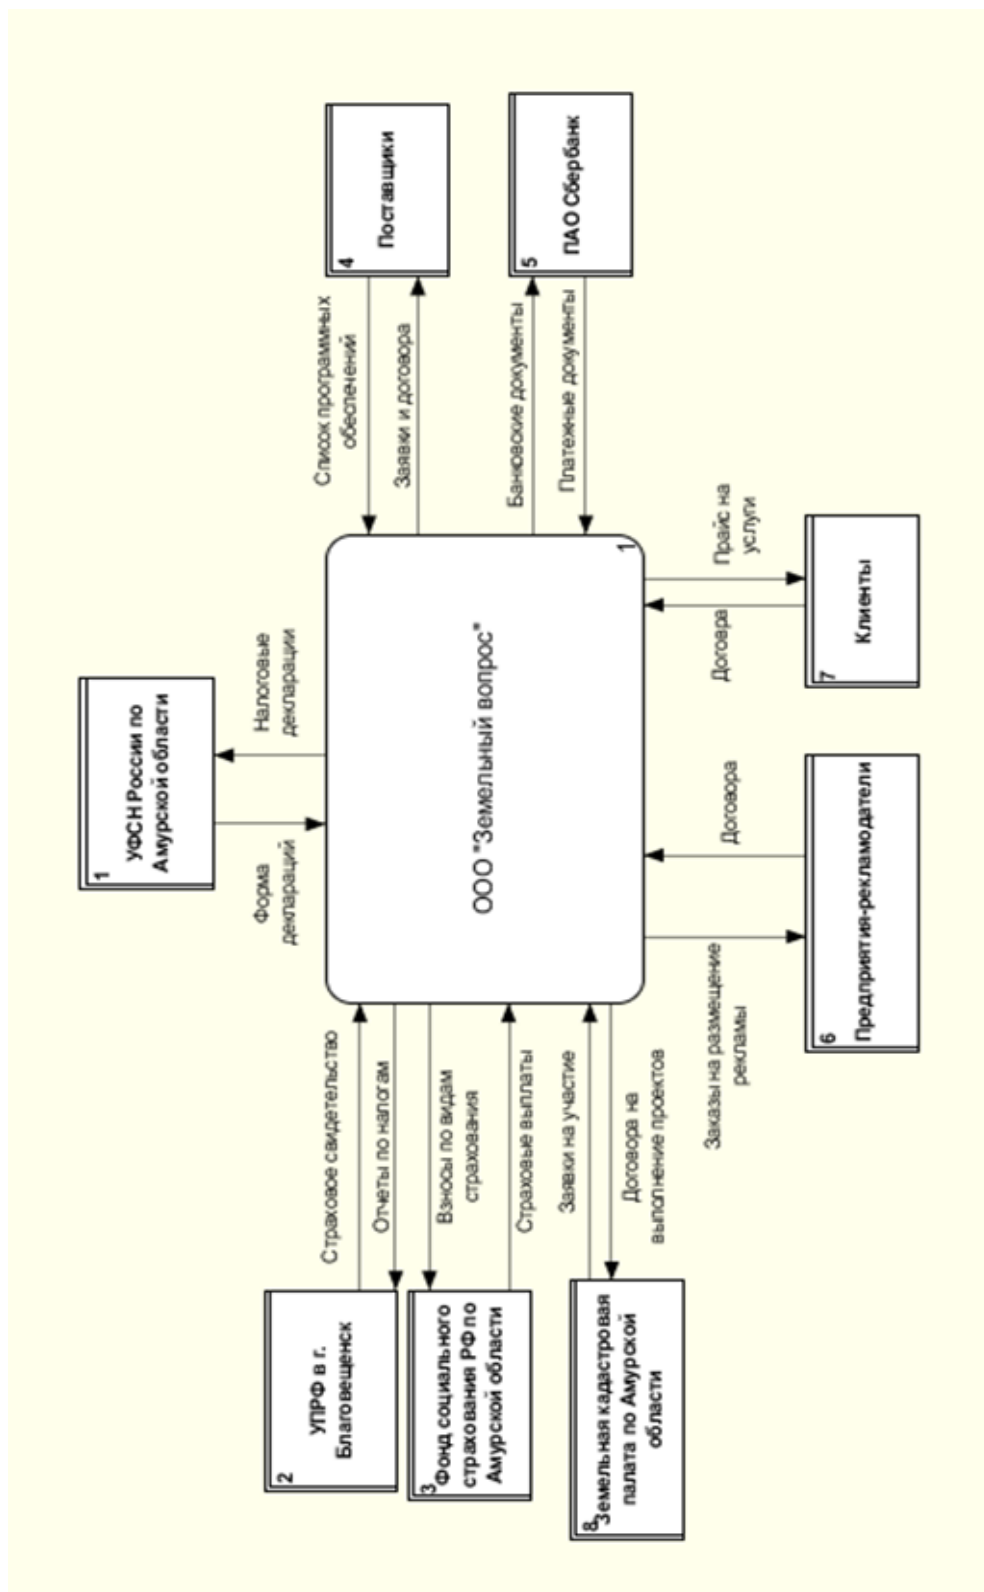 1
УФСН России по
Амурской области
Форма
деклараций
Налоговые
декларации
2
УПРФ в г.
Благовещенск
Страховое свидетельство
Отчеты по налогам
3
Фонд социального
страхования РФ по
Амурской области
Взносы по видам
страхования
Страховые выплаты
8
Земельная кадастровая
палата по Амурской
области
Заявки на участие
Договора на
выполнение проектов
ООО "Земельный вопрос"
1
4
Поставщики
Список программных
обеспечений
Заявки и договора
5
ПАО Сбербанк
Банковские документы
Платежные документы
6
Предприятия-рекламодатели
Заказы на размещение
рекламы
Договора
7
Клиенты
Договра
Прайс на
услуги